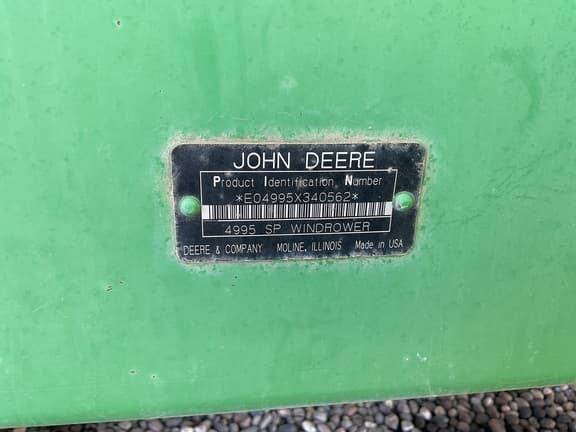 JOHN DEERE
Product Identification Number
*E04995X340562*
4995 SP WINDROWER
DEERE & COMPANY MOLINE, ILLINOIS Made in USA